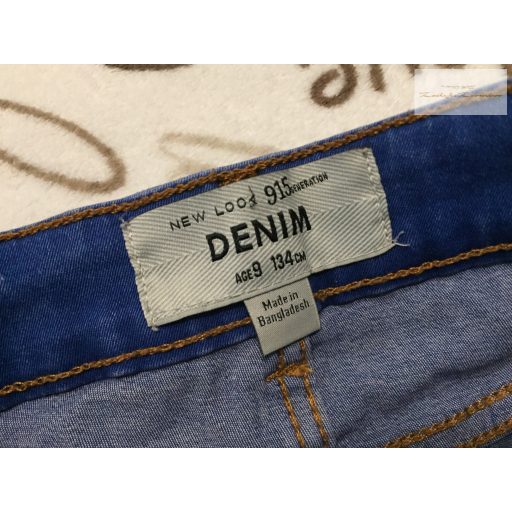 NEW LOOK 915 GENERATION
DENIM
AGE 9 134CM
Made in
Bangladesh